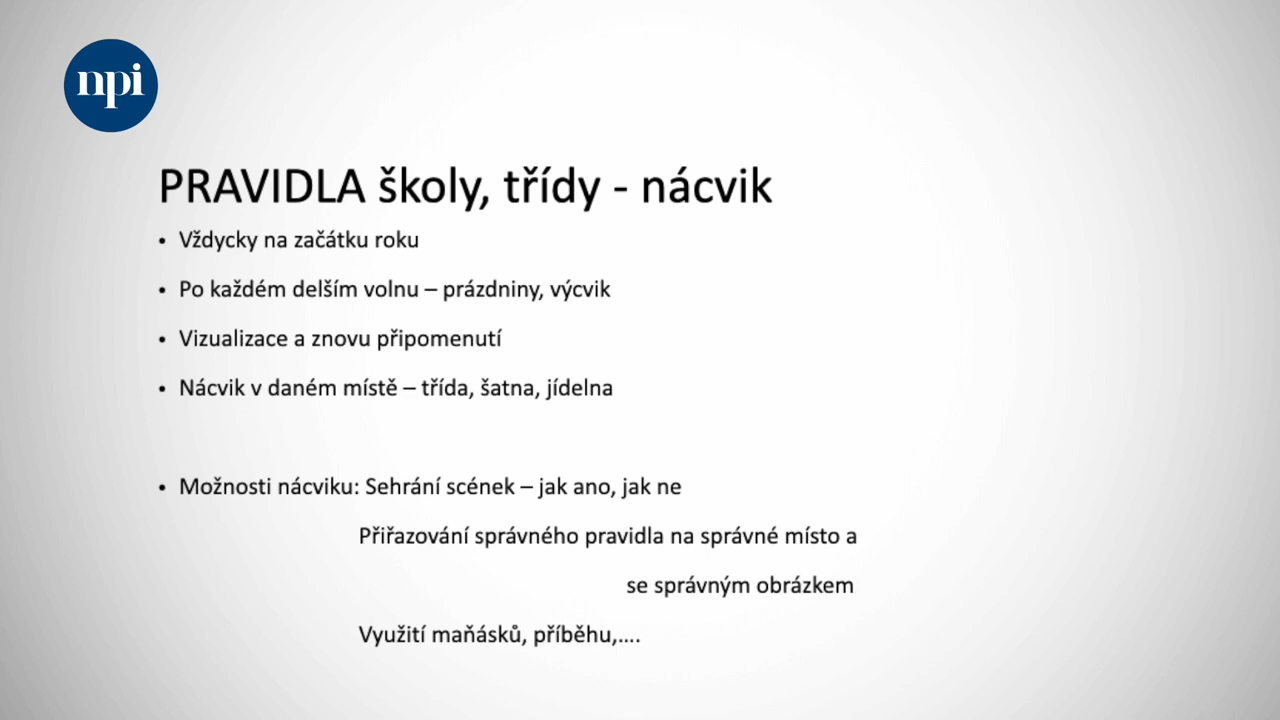 npi
PRAVIDLA školy, třídy - nácvik
• Vždycky na začátku roku
• Po každém delším volnu – prázdniny, výcvik
• Vizualizace a znovu připomenutí
• Nácvik v daném místě – třída, šatna, jídelna
• Možnosti nácviku: Sehrání scének – jak ano, jak ne
Přiřazování správného pravidla na správné místo a
se správným obrázkem
Využití maňásků, příběhu,….